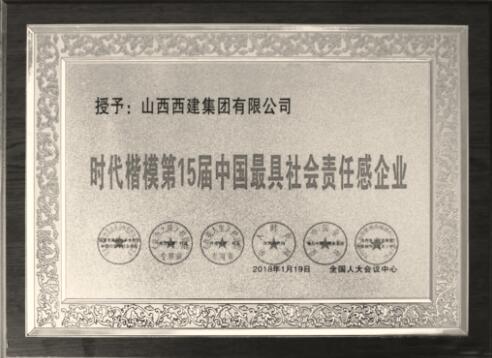 授予：山西西建集团有限公司
时代楷模第15届中国最具社会责任感企业
2018年1月19日 全国人大会议中心